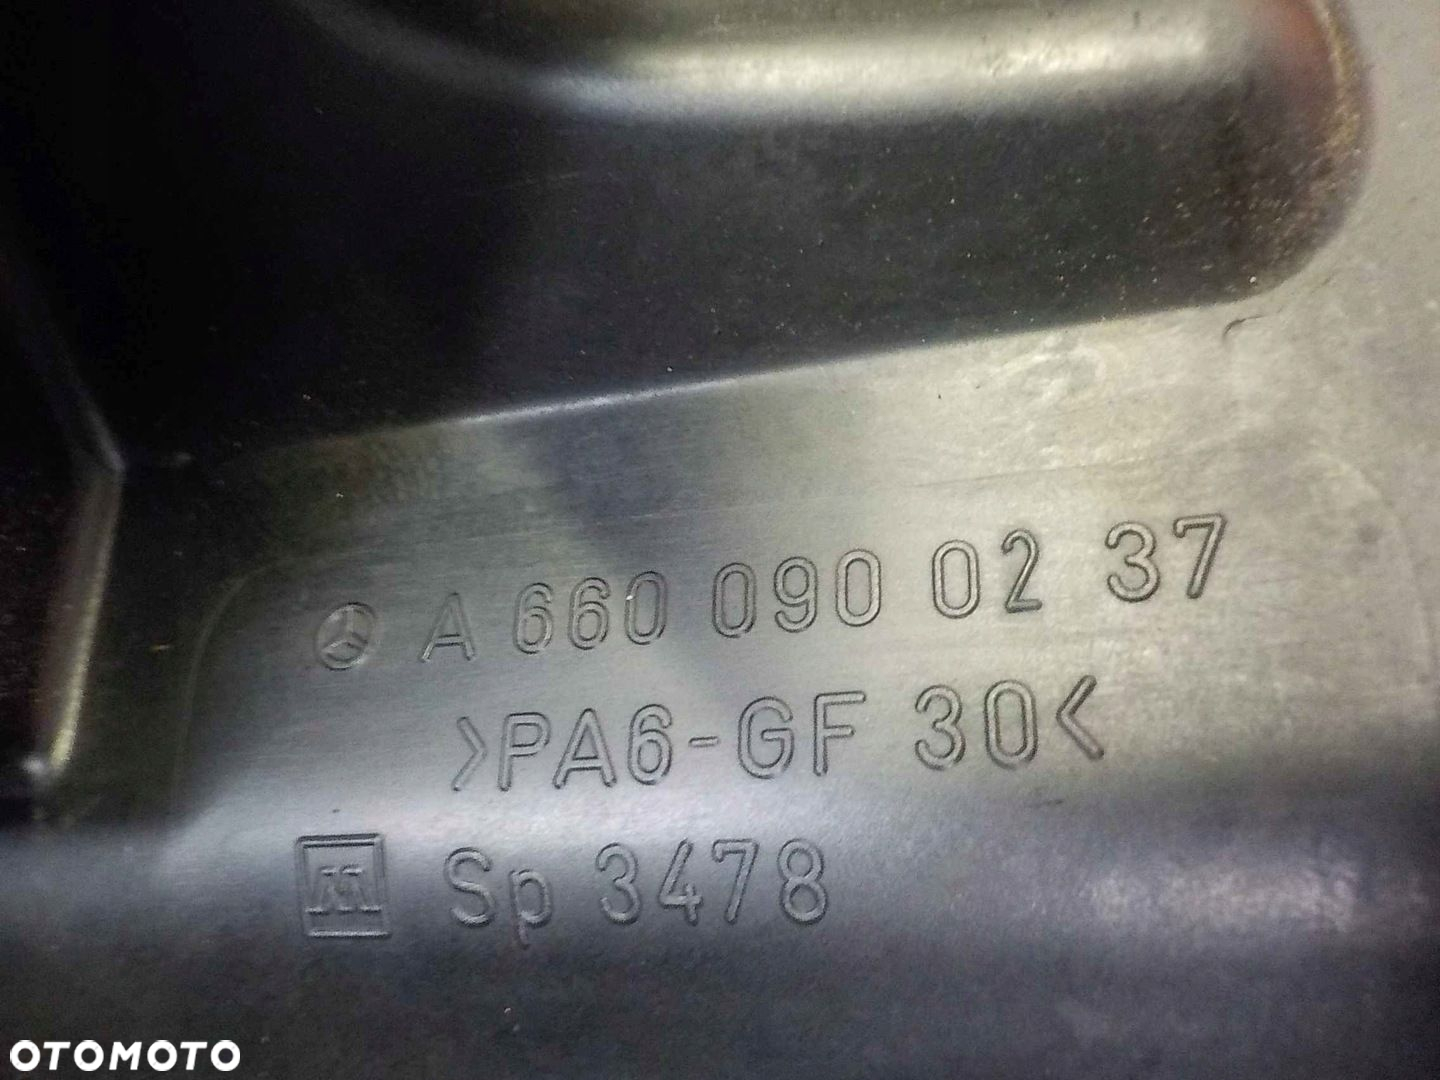 A 660 090 02 37
>PA6-GF 30<
Sp 3478
OTOMOTO